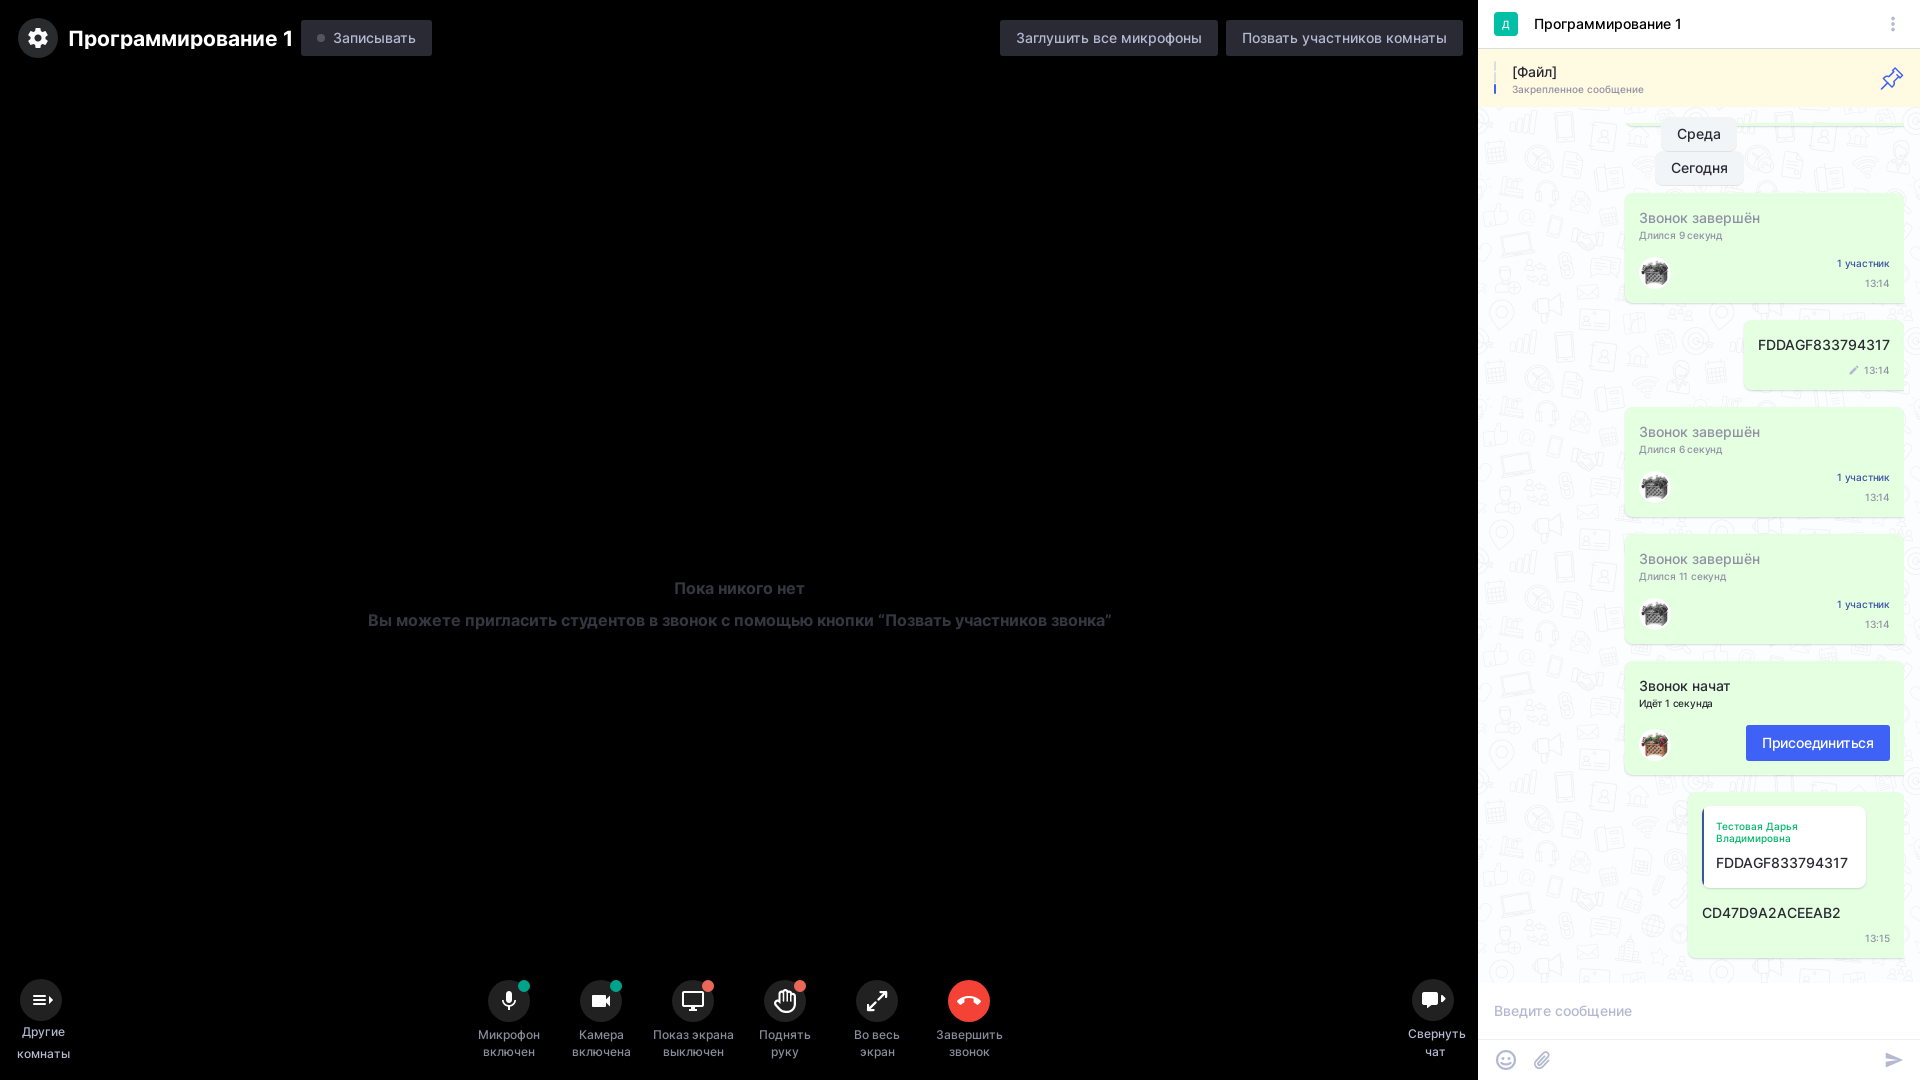 Программирование 1
Записывать
Заглушить все микрофоны
Позвать участников комнаты
Пока никого нет
Вы можете пригласить студентов в звонок с помощью кнопки “Позвать участников звонка”
Другие
комнаты
Микрофон
включен
Камера
включена
Показ экрана
выключен
Поднять
руку
Во весь
экран
Завершить
звонок
Свернуть
чат
Д
Программирование 1
[Файл]
Закрепленное сообщение
Среда
Сегодня
Звонок завершён
Длился 9 секунд
1 участник
13:14
FDDAGF833794317
13:14
Звонок завершён
Длился 6 секунд
1 участник
13:14
Звонок завершён
Длился 11 секунд
1 участник
13:14
Звонок начат
Идёт 1 секунда
Присоединиться
Тестовая Дарья
Владимировна
FDDAGF833794317
CD47D9A2ACEEAB2
13:15
Введите сообщение